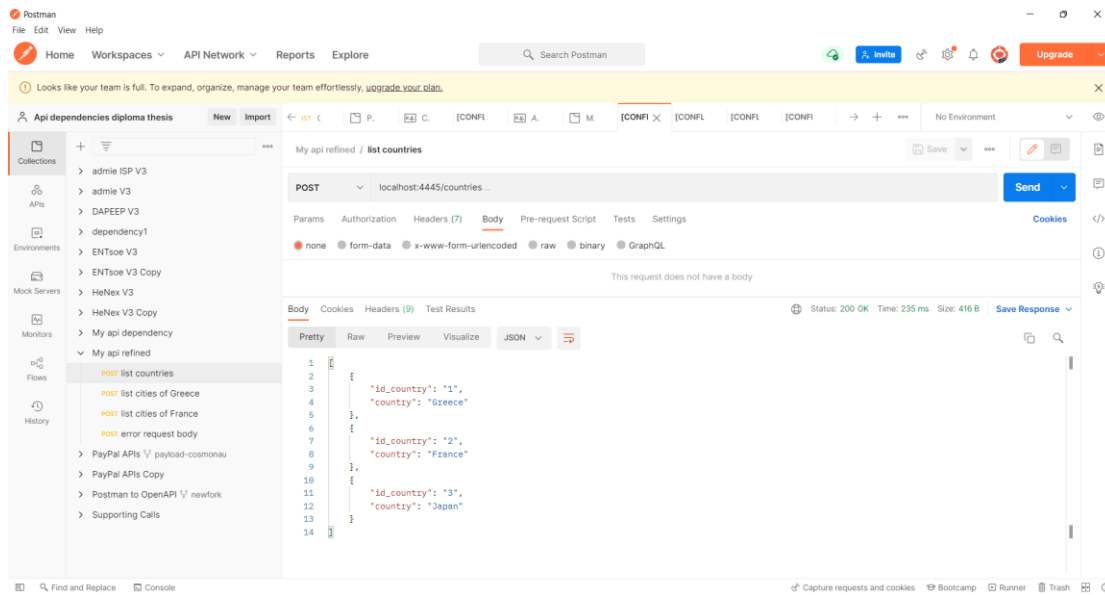 Postman
File Edit View Help
Home Workspaces API Network Reports Explore Search Postman Invite Upgrade
Looks like your team is full. To expand, organize, manage your team effortlessly, upgrade your plan.
Api dependencies diploma thesis New Import P. C. [CONFL A. M. [CONFI [CONFL [CONFL [CONFI No Environment
Collections
APIs
Environments
Mock Servers
Monitors
Flows
History
admie ISP V3
admie V3
DAPEEP V3
dependency1
ENTsoe V3
ENTsoe V3 Copy
HeNex V3
HeNex V3 Copy
My api dependency
My api refined
POST list countries
POST list cities of Greece
POST list cities of France
POST error request body
PayPal APIs payload-cosmonau
PayPal APIs Copy
Postman to OpenAPI newfork
Supporting Calls
My api refined / list countries Save
POST localhost:4445/countries... Send
Params Authorization Headers (7) Body Pre-request Script Tests Settings Cookies
none form-data x-www-form-urlencoded raw binary GraphQL
This request does not have a body
Body Cookies Headers (9) Test Results Status: 200 OK Time: 235 ms Size: 416 B Save Response
Pretty Raw Preview Visualize JSON
1 [
2 {
3 "id_country": "1",
4 "country": "Greece"
5 },
6 {
7 "id_country": "2",
8 "country": "France"
9 },
10 {
11 "id_country": "3",
12 "country": "Japan"
13 }
14 ]
Find and Replace Console Capture requests and cookies Bootcamp Runner Trash